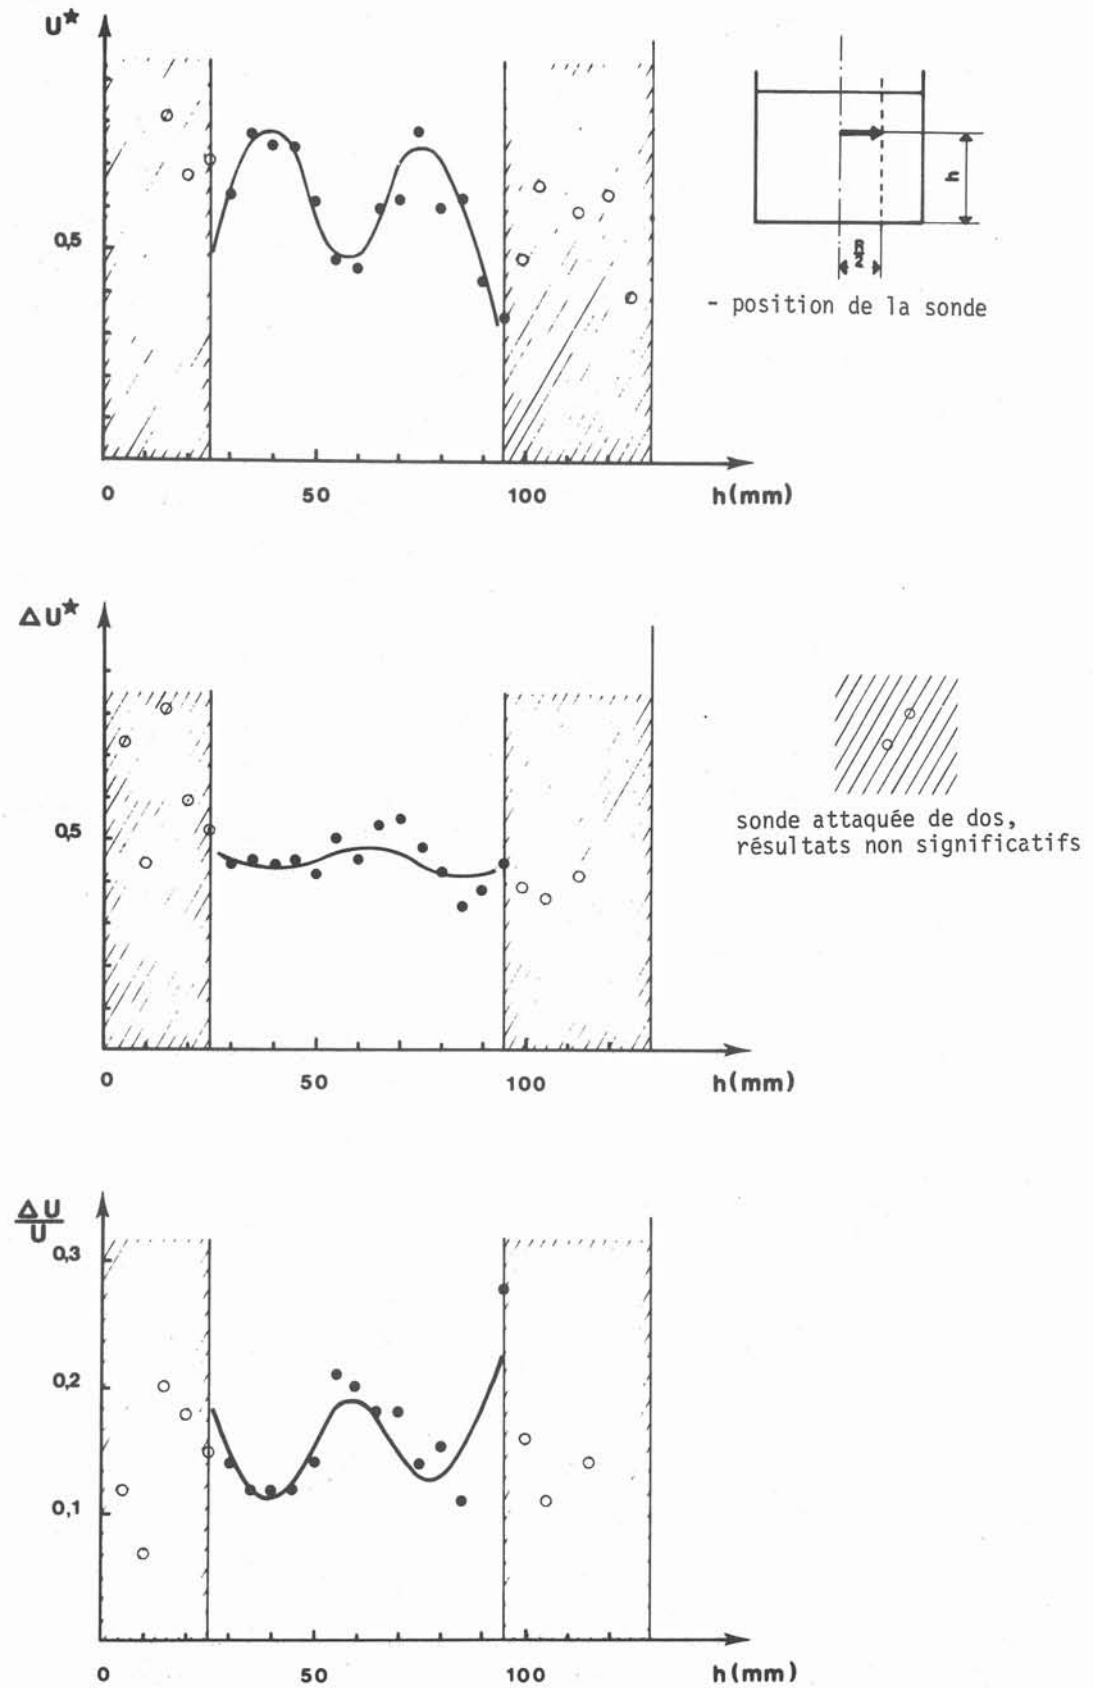 U*
0,5
0
50
100
h(mm)
h
R
2
- position de la sonde
ΔU*
0,5
0
50
100
h(mm)
sonde attaquée de dos,
résultats non significatifs
ΔU
U
0,3
0,2
0,1
0
50
100
h(mm)